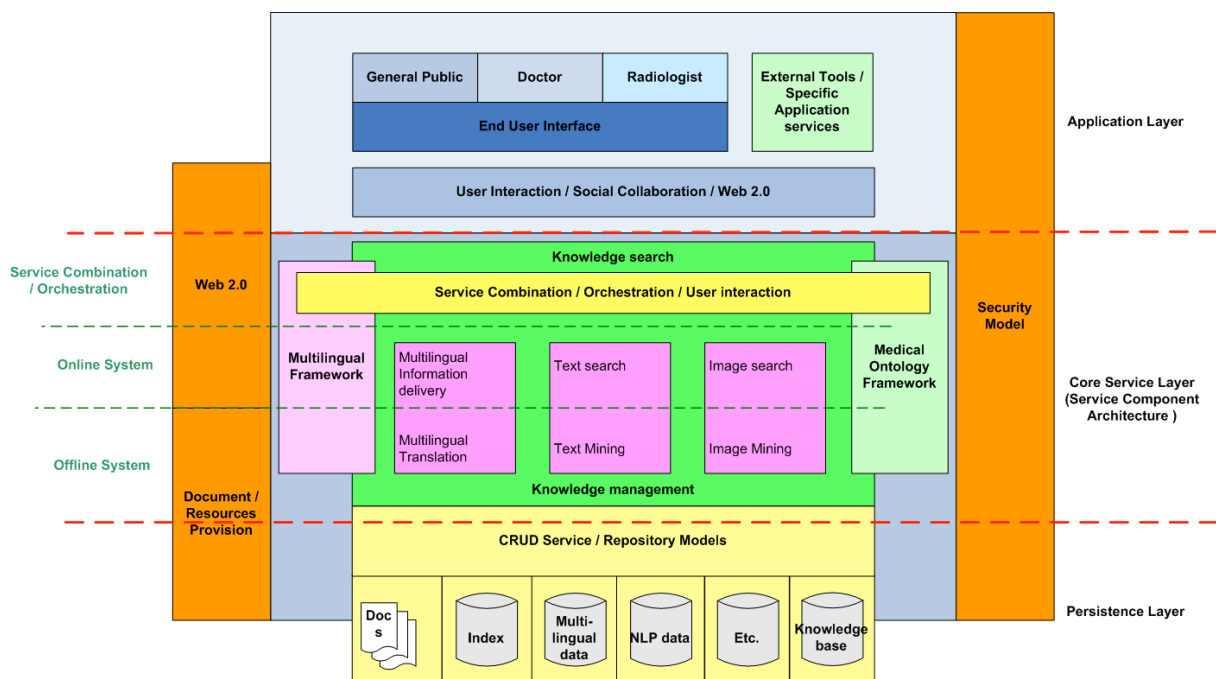 General Public
Doctor
Radiologist
End User Interface
External Tools /
Specific
Application
services
Application Layer
User Interaction / Social Collaboration / Web 2.0
Service Combination
/ Orchestration
Web 2.0
Knowledge search
Service Combination / Orchestration / User interaction
Security
Model
Online System
Multilingual
Framework
Multilingual
Information
delivery
Text search
Image search
Medical
Ontology
Framework
Core Service Layer
(Service Component
Architecture )
Offline System
Multilingual
Translation
Text Mining
Image Mining
Knowledge management
Document /
Resources
Provision
CRUD Service / Repository Models
Doc
s
Index
Multi-
lingual
data
NLP data
Etc.
Knowledge
base
Persistence Layer